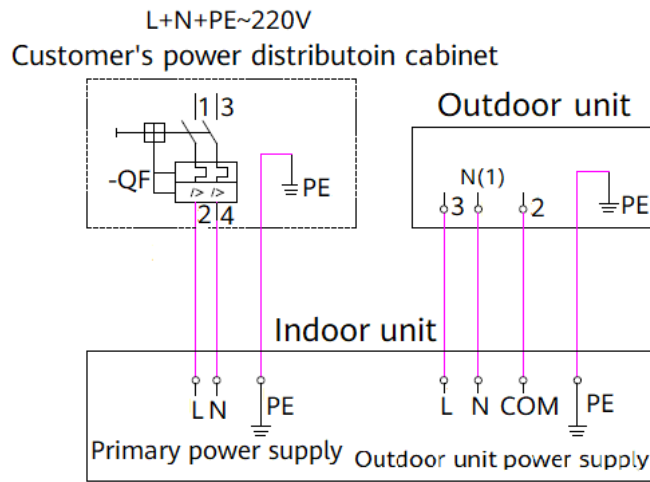 L+N+PE~220V
Customer's power distributoin cabinet
1 3
Outdoor unit
-QF
I> I>
PE
2 4
N(1)
3
2
PE
Indoor unit
L N
PE
L N COM
PE
Primary power supply
Outdoor unit power supply